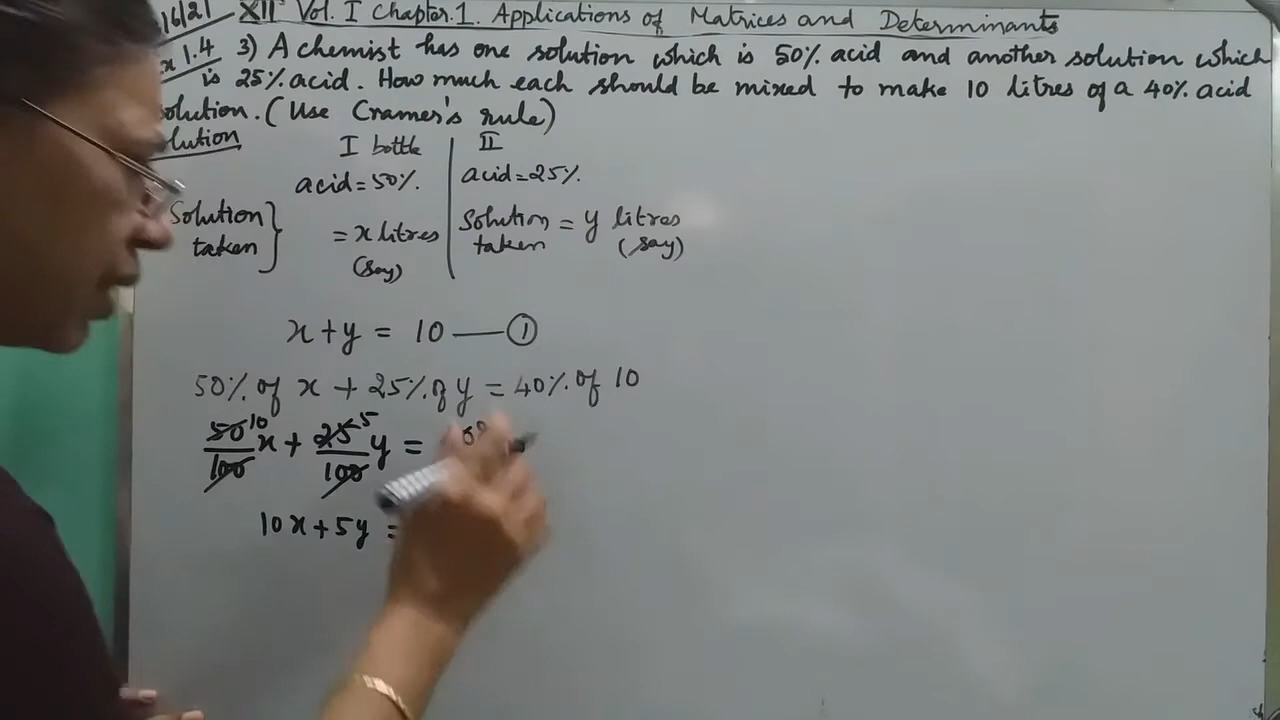 16/21 XII Vol. I Chapter.1. Applications of Matrices and Determinants
1.4 3) A chemist has one solution which is 50% acid and another solution which
is 25% acid. How much each should be mixed to make 10 litres of a 40% acid
solution. (Use Cramer's rule)
lution
I bottle II
acid = 50%. acid = 25%.
Solution taken } = x litres (say) Solution taken = y litres (say)
x + y = 10 — ①
50% of x + 25% of y = 40% of 10
50/100 10 x + 25/100 5 y =
10x + 5y =